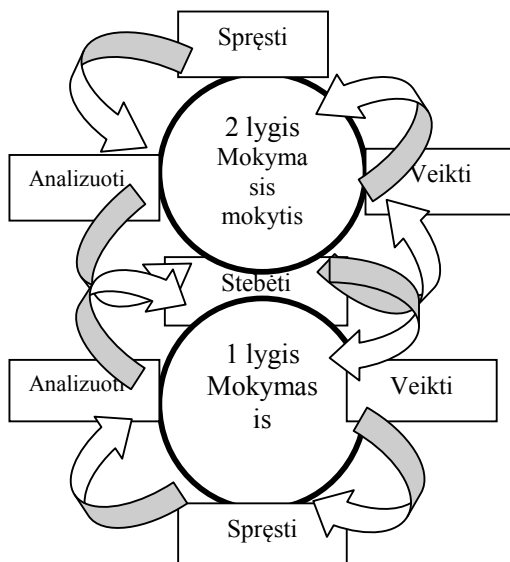 Spręsti
2 lygis
Mokyma
sis
mokytis
Analizuoti
Veikti
Stebėti
1 lygis
Mokymas
is
Analizuoti
Veikti
Spręsti